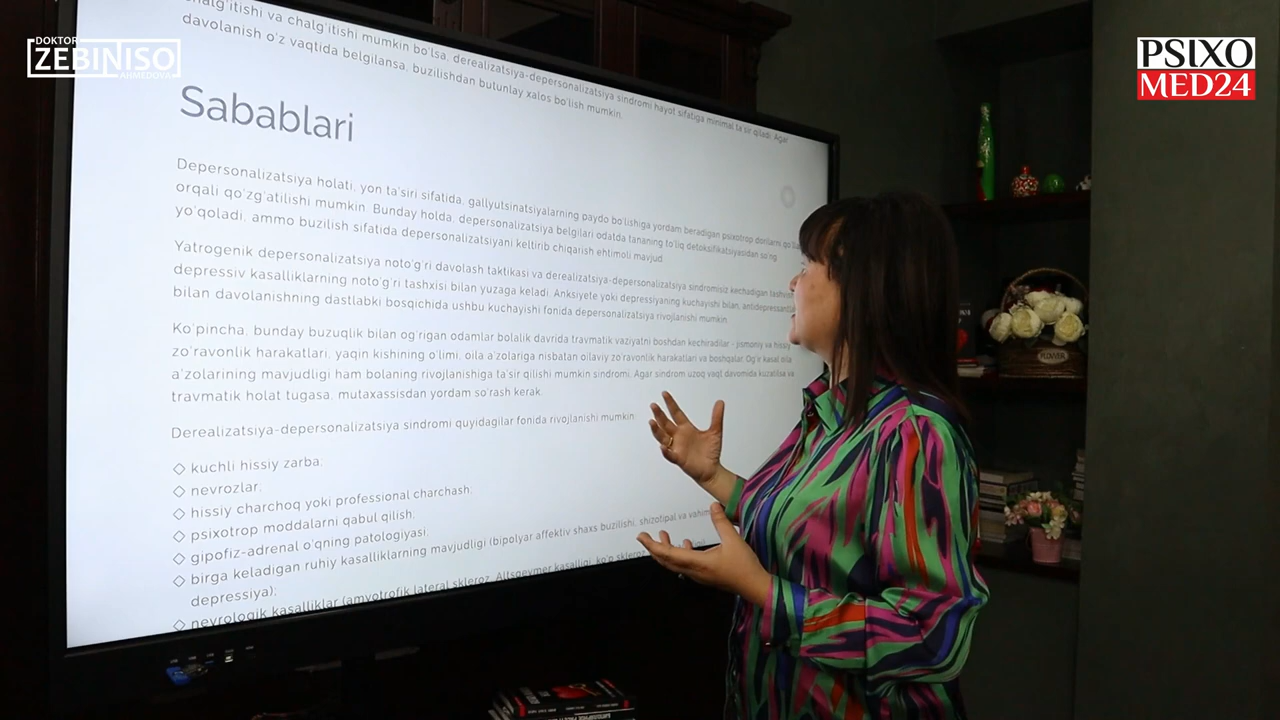 DOKTOR
ZEBINISO
AHMEDOVA
PSIXO
MED24
chalg'itishi va chalg'itishi mumkin bo'lsa, derealizatsiya-depersonalizatsiya sindromi hayot sifatiga minimal ta'sir qiladi. Agar
davolanish o'z vaqtida belgilansa, buzilishdan butunlay xalos bo'lish mumkin.
Sabablari
Depersonalizatsiya holati, yon ta'siri sifatida, gallyutsinatsiyalarning paydo bo'lishiga yordam beradigan psixotrop dorilarni
orqali qo'zg'atilishi mumkin. Bunday holda, depersonalizatsiya belgilari odatda tananing to'liq detoksifikatsiyasidan so'ng
yo'qoladi, ammo buzilish sifatida depersonalizatsiyani keltirib chiqarish ehtimoli mavjud.
Yatrogenik depersonalizatsiya noto'g'ri davolash taktikasi va derealizatsiya-depersonalizatsiya sindromisiz kechadigan
depressiv kasalliklarning noto'g'ri tashxisi bilan yuzaga keladi. Anksiyete yoki depressiyaning kuchayishi bilan,
bilan davolanishning dastlabki bosqichida ushbu kuchayishi fonida depersonalizatsiya rivojlanishi mumkin.
Ko'pincha, bunday buzuqlik bilan og'rigan odamlar bolalik davrida travmatik vaziyatni boshdan kechiradilar - jismoniy va hissiy
zo'ravonlik harakatlari, yaqin kishining o'limi, oila a'zolariga nisbatan oilaviy zo'ravonlik harakatlari va boshqalar. Og'ir kasal oila
a'zolarining mavjudligi ham bolaning rivojlanishiga ta'sir qilishi mumkin sindromi. Agar sindrom uzoq vaqt davomida kuzatilsa va
travmatik holat tugasa, mutaxassisdan yordam so'rash kerak.
Derealizatsiya-depersonalizatsiya sindromi quyidagilar fonida rivojlanishi mumkin:
◇ kuchli hissiy zarba;
◇ nevrozlar;
◇ hissiy charchoq yoki professional charchash;
◇ psixotrop moddalarni qabul qilish.
◇ gipofiz-adrenal o'qning patologiyasi.
◇ birga keladigan ruhiy kasalliklarning mavjudligi (bipolyar affektiv shaxs buzilishi, shizotipal va
depressiya);
◇ nevrologik kasalliklar (amyotrofik lateral skleroz, Altsgeymer kasalligi, ko'p skleroz
FLOWER